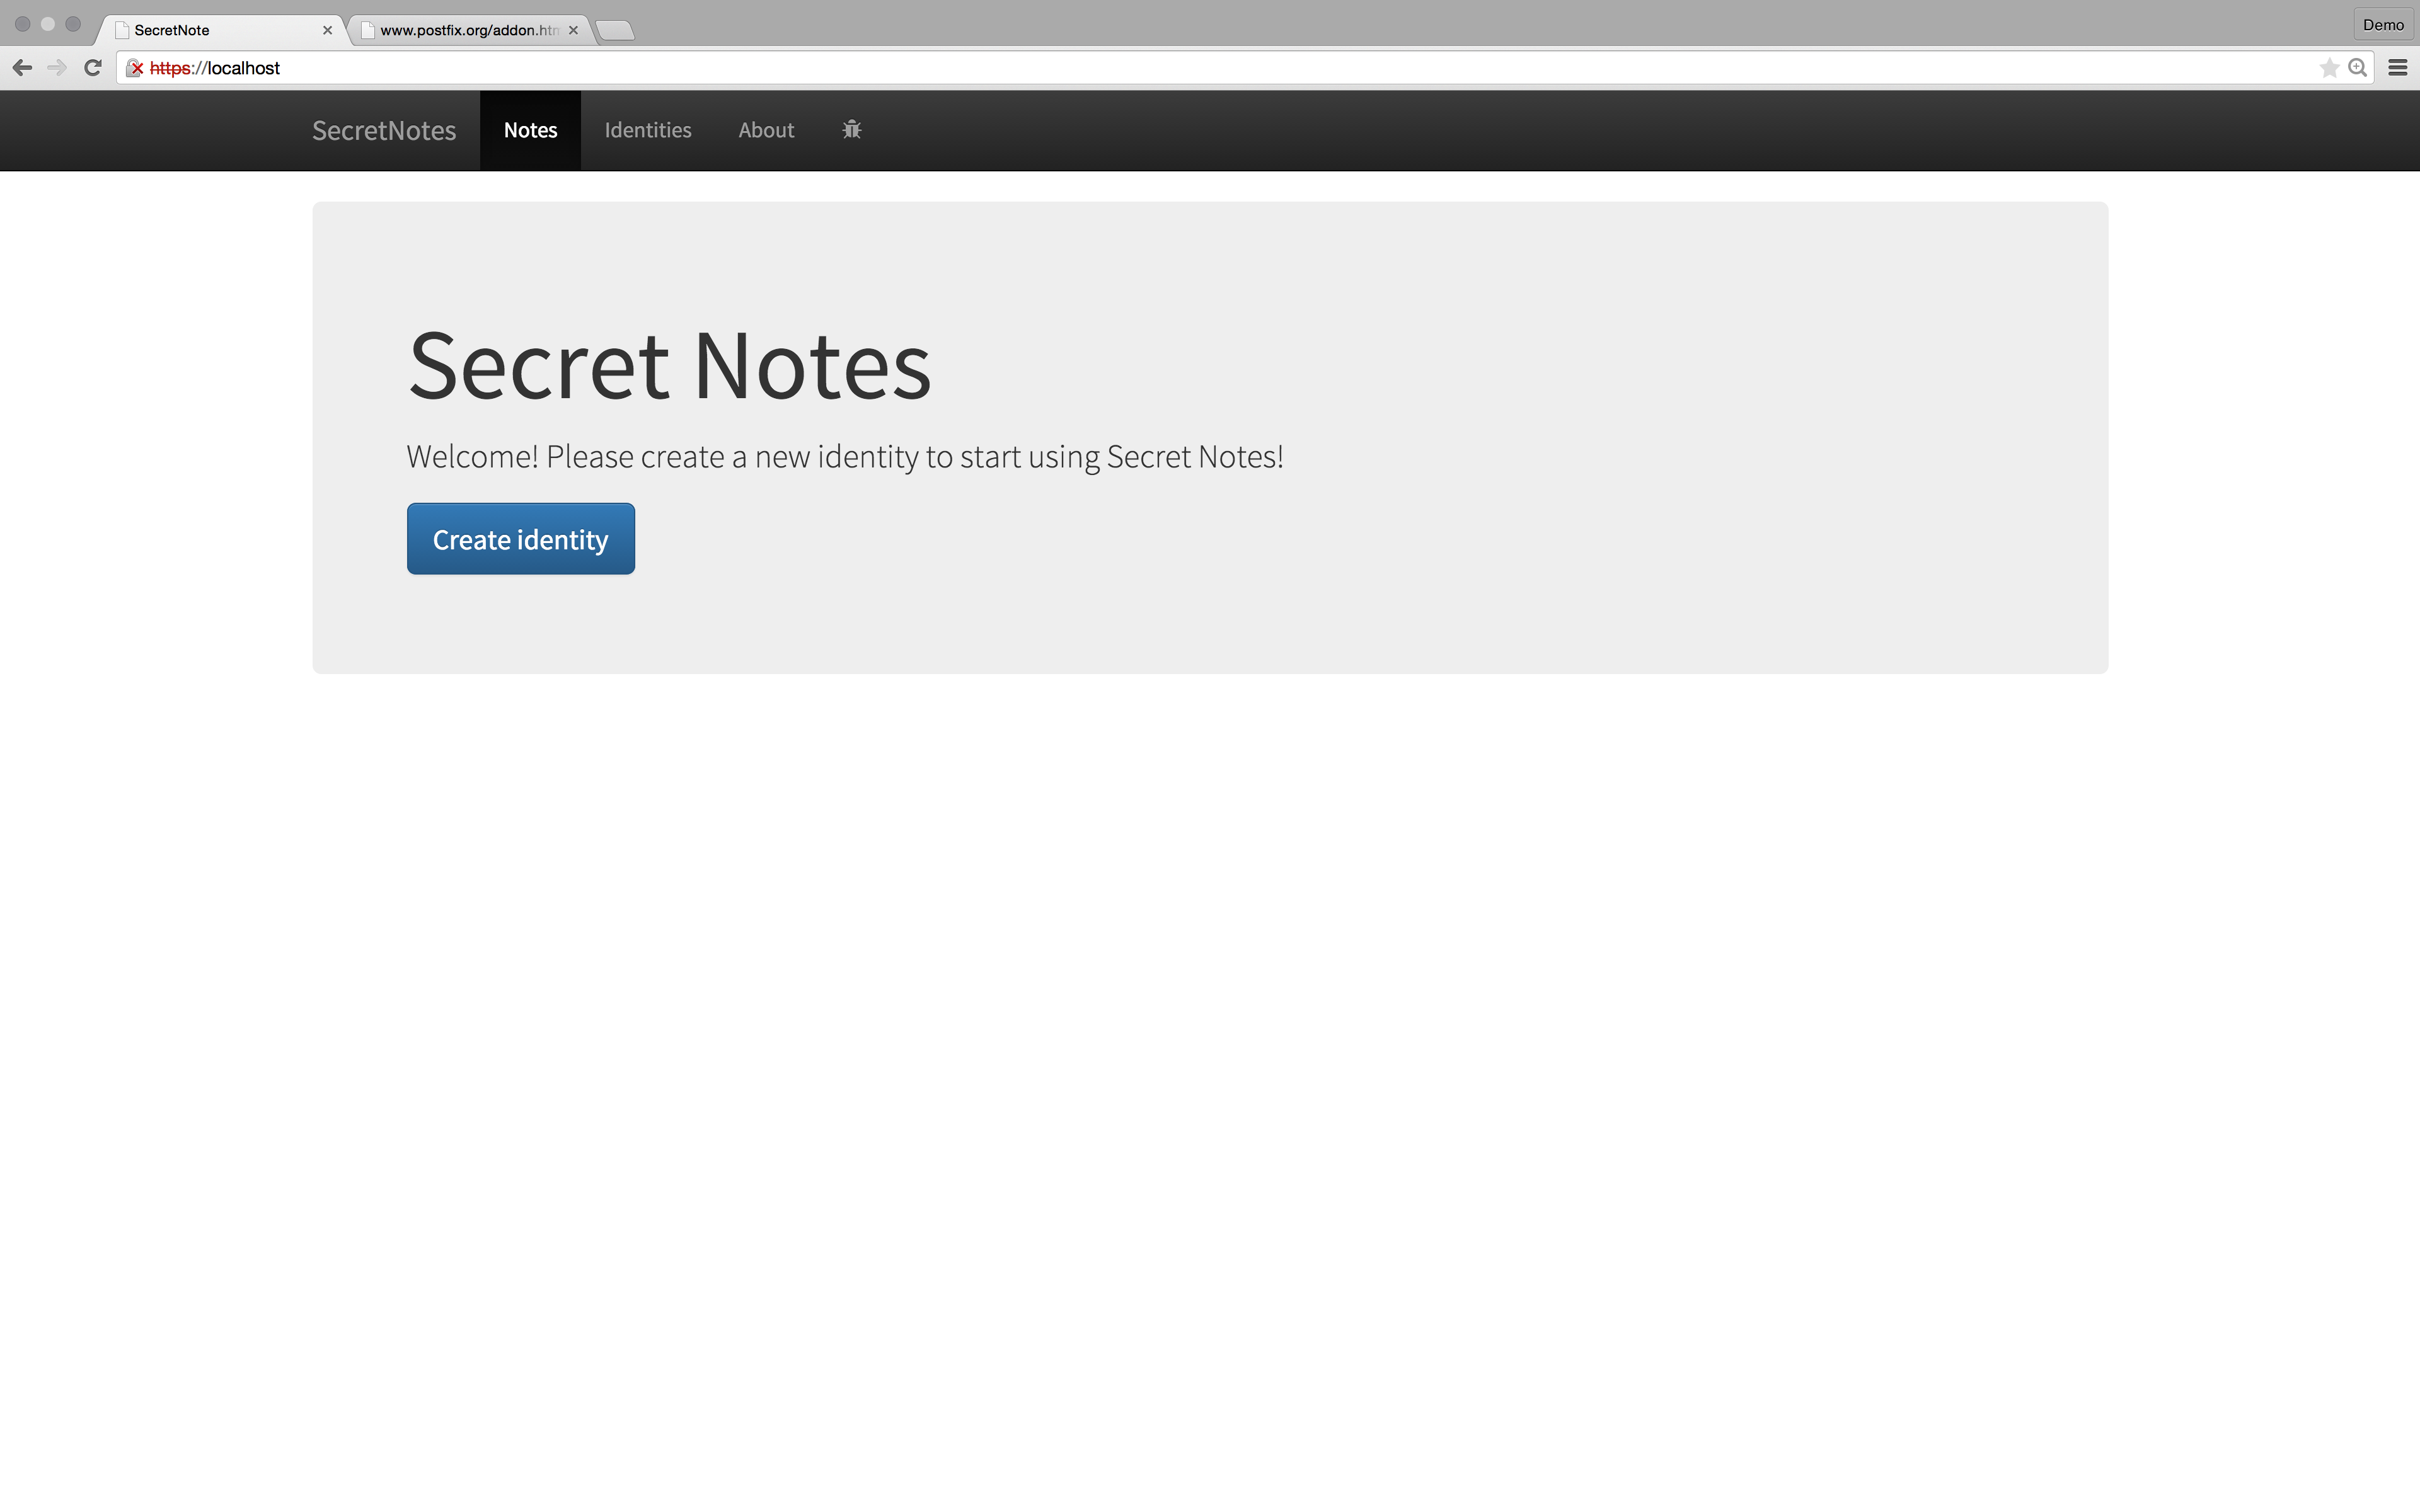 SecretNote
www.postfix.org/addon.htm
Demo
https://localhost
SecretNotes Notes Identities About
Secret Notes
Welcome! Please create a new identity to start using Secret Notes!
Create identity